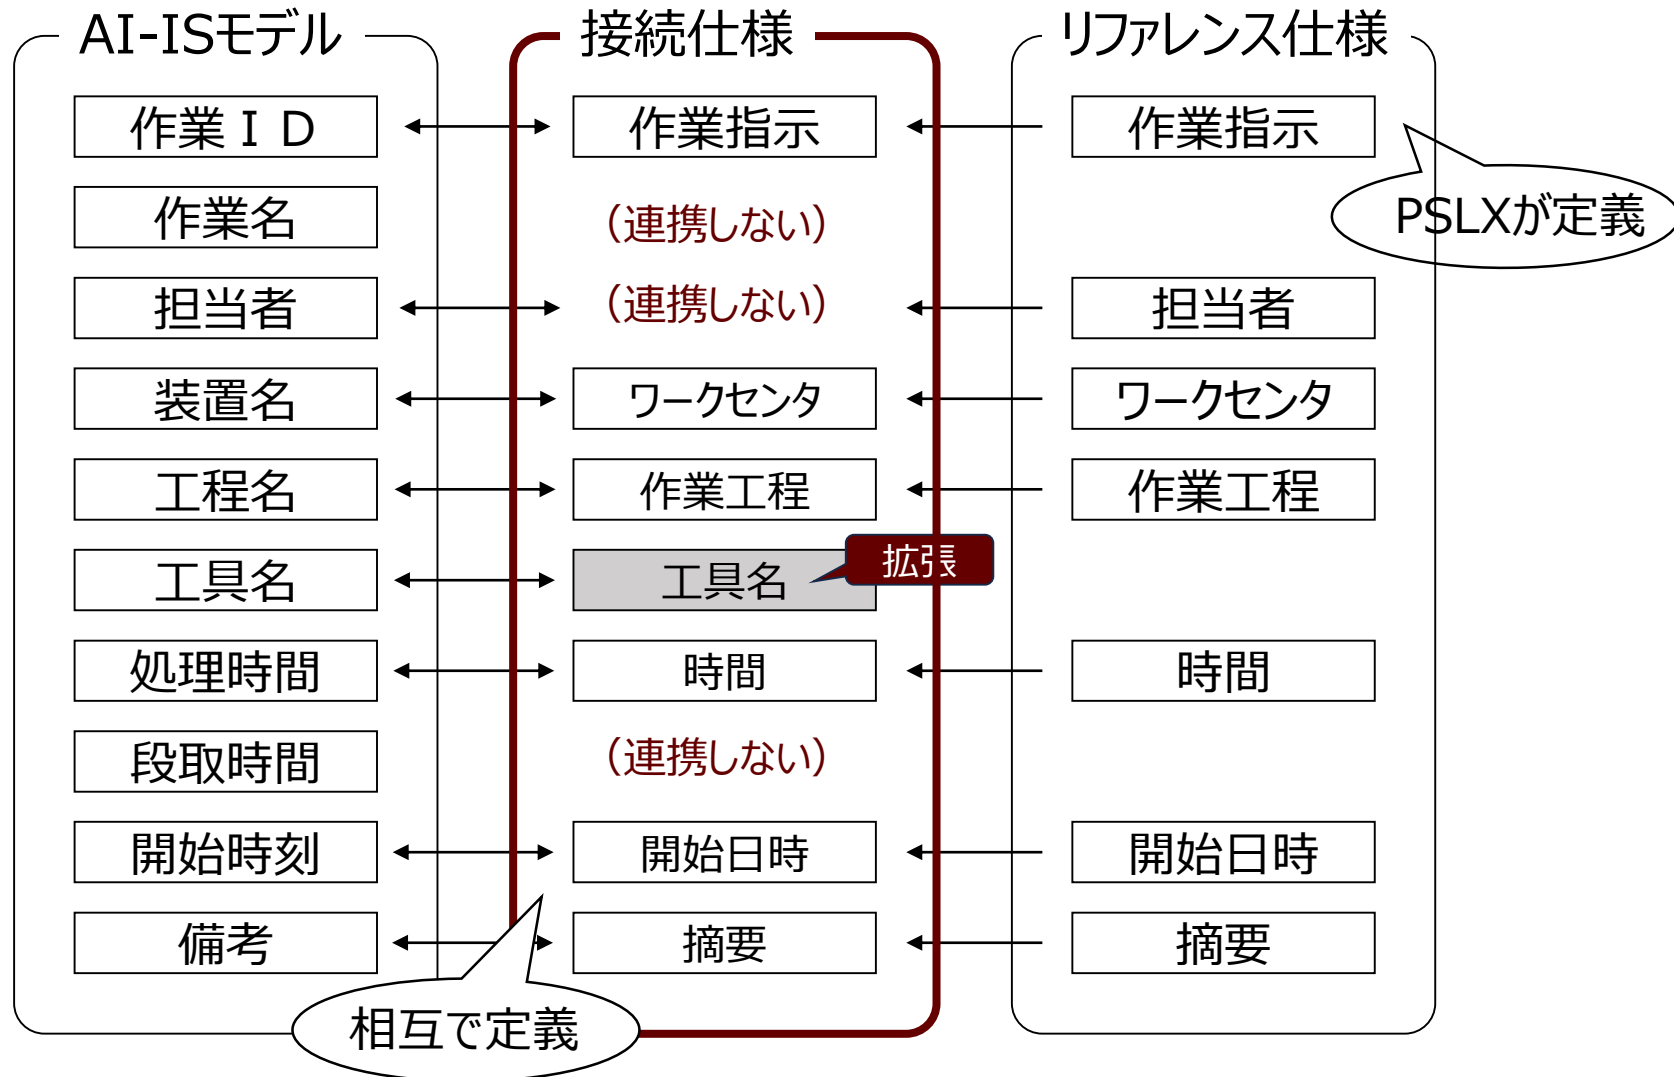 AI-ISモデル
接続仕様
リファレンス仕様
作業ＩＤ
作業指示
作業指示
PSLXが定義
作業名
（連携しない）
担当者
（連携しない）
担当者
装置名
ワークセンタ
ワークセンタ
工程名
作業工程
作業工程
拡張
工具名
工具名
処理時間
時間
時間
段取時間
（連携しない）
開始時刻
開始日時
開始日時
備考
摘要
摘要
相互で定義